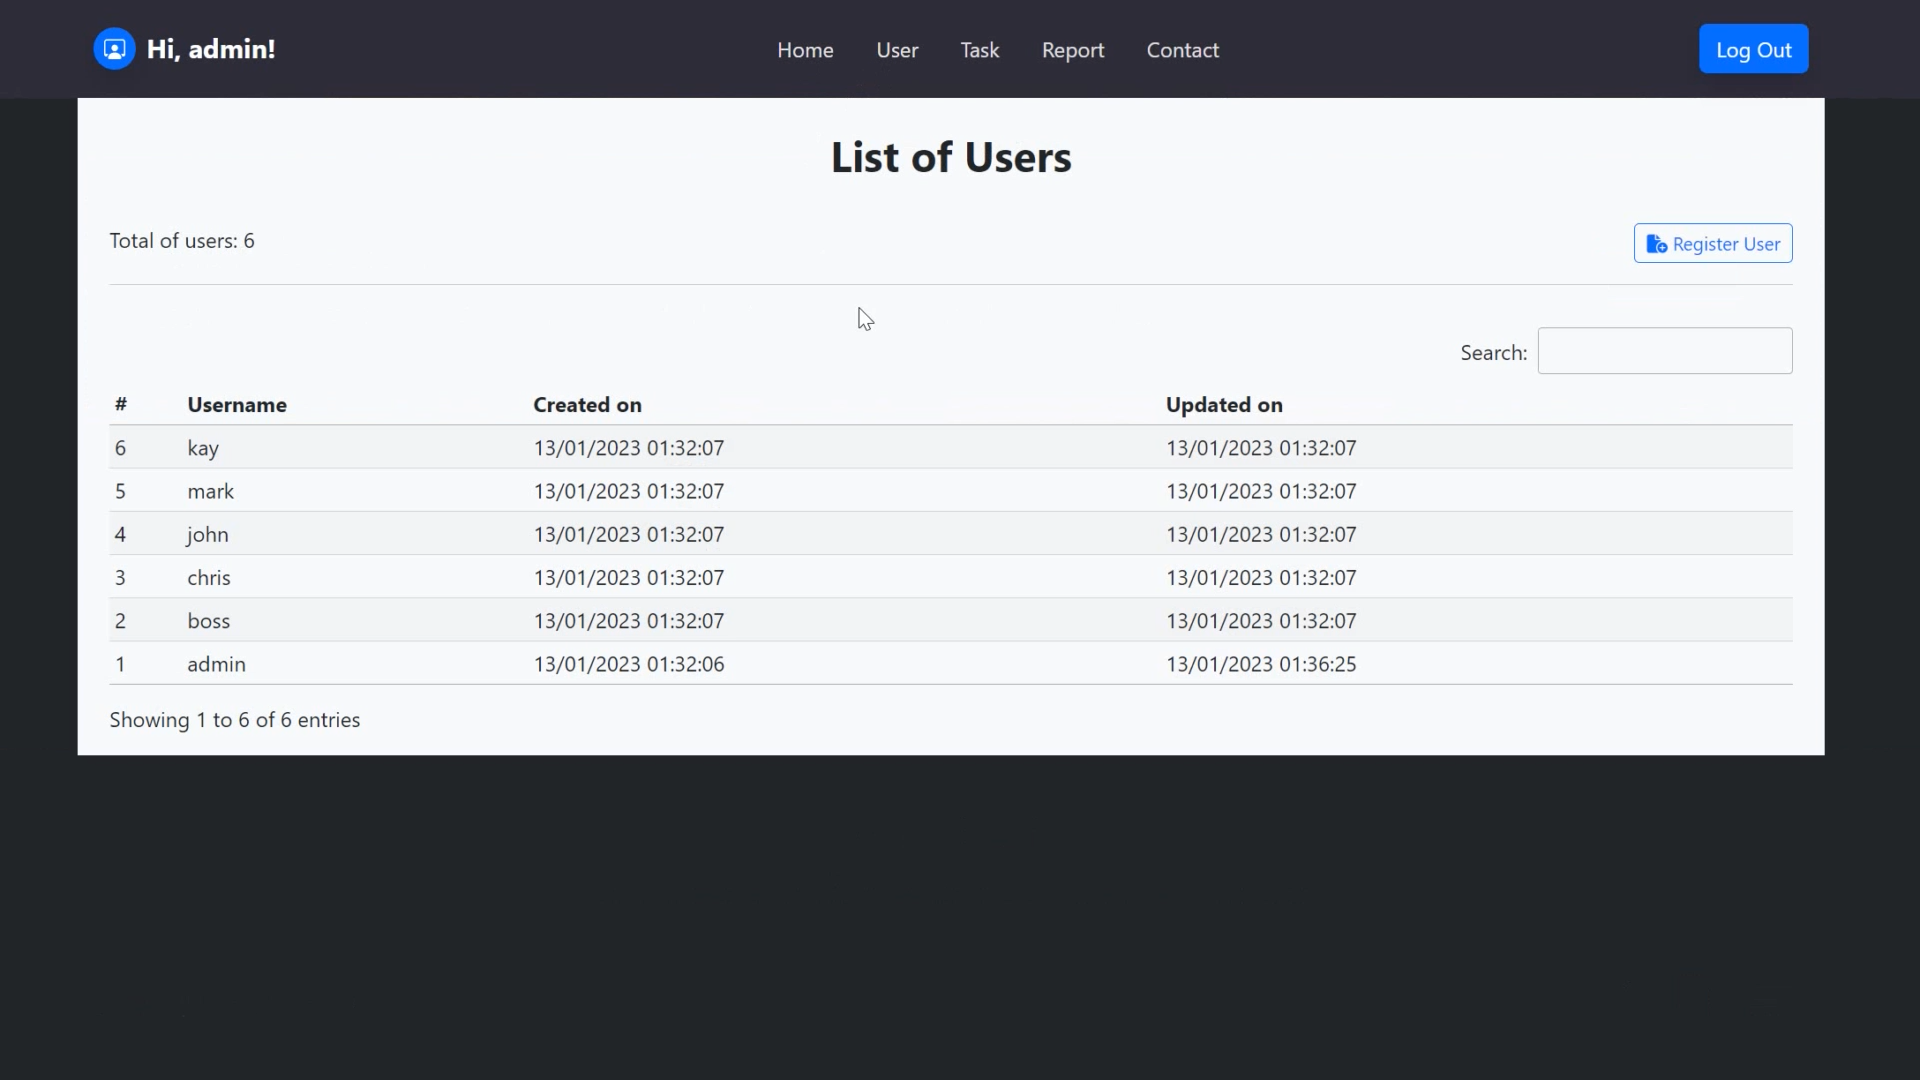 Hi, admin! Home User Task Report Contact Log Out
List of Users
Total of users: 6 Register User
Search:
# Username Created on Updated on
6 kay 13/01/2023 01:32:07 13/01/2023 01:32:07
5 mark 13/01/2023 01:32:07 13/01/2023 01:32:07
4 john 13/01/2023 01:32:07 13/01/2023 01:32:07
3 chris 13/01/2023 01:32:07 13/01/2023 01:32:07
2 boss 13/01/2023 01:32:07 13/01/2023 01:32:07
1 admin 13/01/2023 01:32:06 13/01/2023 01:36:25
Showing 1 to 6 of 6 entries